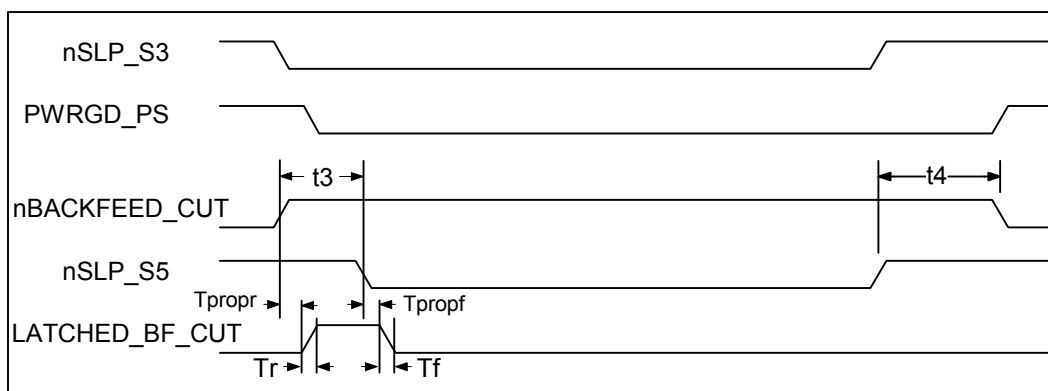 nSLP_S3
PWRGD_PS
t3
t4
nBACKFEED_CUT
nSLP_S5
Tpropr
Tpropf
LATCHED_BF_CUT
Tr
Tf